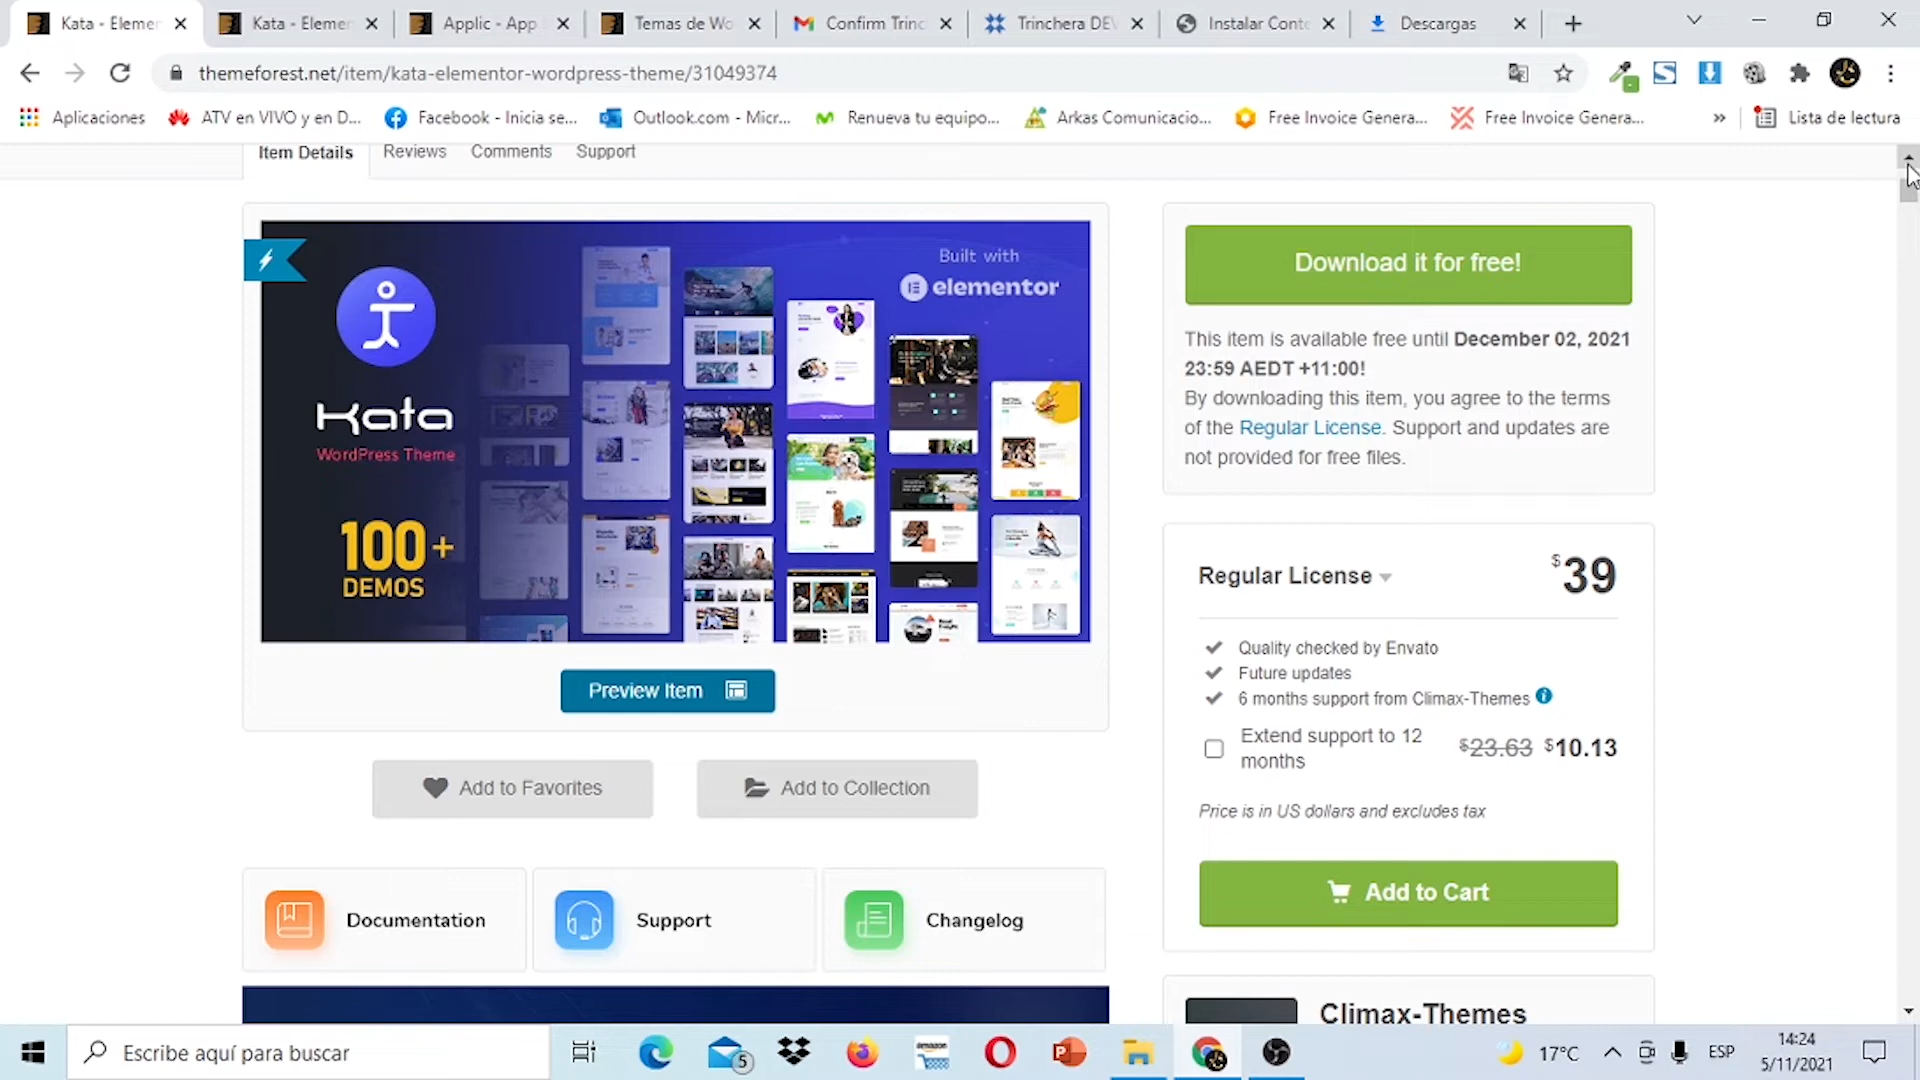 Kata - Elemen
Kata - Elemen
Applic - App
Temas de Wo
Confirm Trinc
Trinchera DEV
Instalar Conte
Descargas
themeforest.net/item/kata-elementor-wordpress-theme/31049374
Aplicaciones
ATV en VIVO y en D...
Facebook - Inicia se...
Outlook.com - Micr...
Renueva tu equipo...
Arkas Comunicacio...
Free Invoice Genera...
Free Invoice Genera...
»
Lista de lectura
Item Details
Reviews
Comments
Support
Built with
elementor
Kata
WordPress Theme
100+
DEMOS
Preview Item
Add to Favorites
Add to Collection
Documentation
Support
Changelog
Download it for free!
This item is available free until December 02, 2021
23:59 AEDT +11:00!
By downloading this item, you agree to the terms
of the Regular License. Support and updates are
not provided for free files.
Regular License
$39
Quality checked by Envato
Future updates
6 months support from Climax-Themes
Extend support to 12
months
$23.63 $10.13
Price is in US dollars and excludes tax
Add to Cart
Climax-Themes
Escribe aquí para buscar
5
amazon
17°C
ESP
14:24
5/11/2021